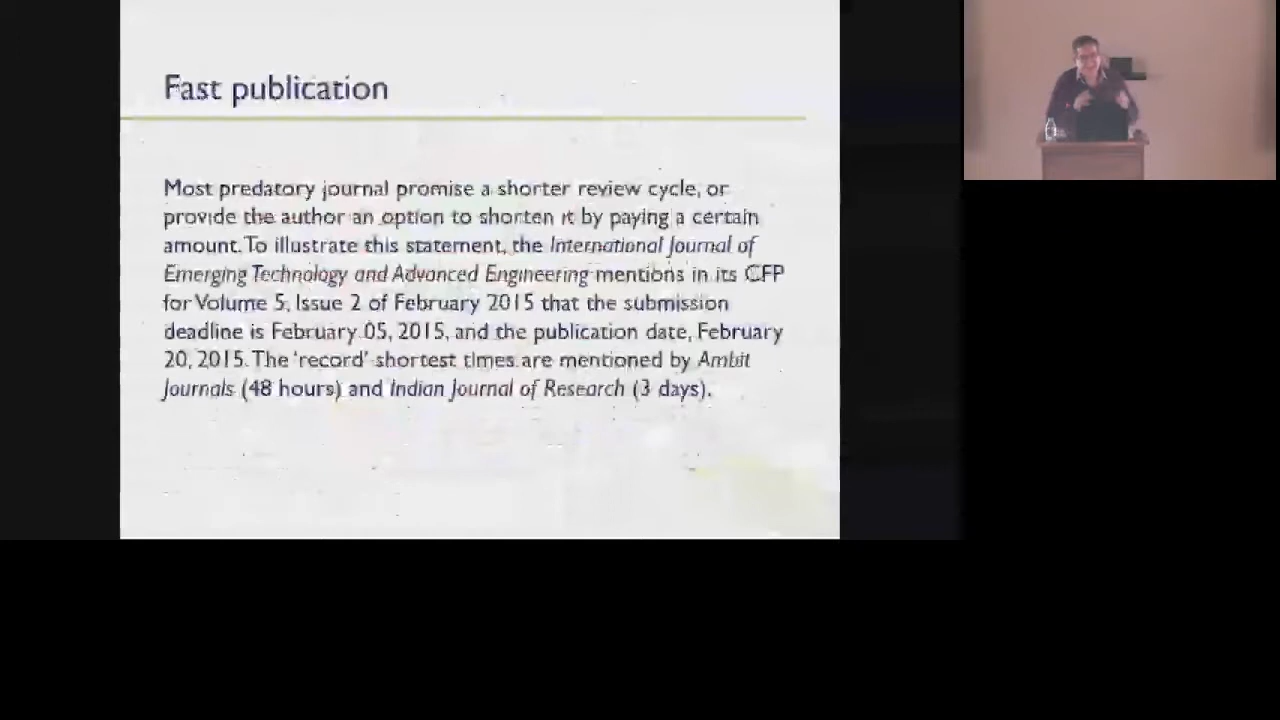 Fast publication
Most predatory journal promise a shorter review cycle, or
provide the author an option to shorten it by paying a certain
amount. To illustrate this statement, the International Journal of
Emerging Technology and Advanced Engineering mentions in its CFP
for Volume 5, Issue 2 of February 2015 that the submission
deadline is February 05, 2015, and the publication date, February
20, 2015. The 'record' shortest times are mentioned by Ambit
Journals (48 hours) and Indian Journal of Research (3 days).